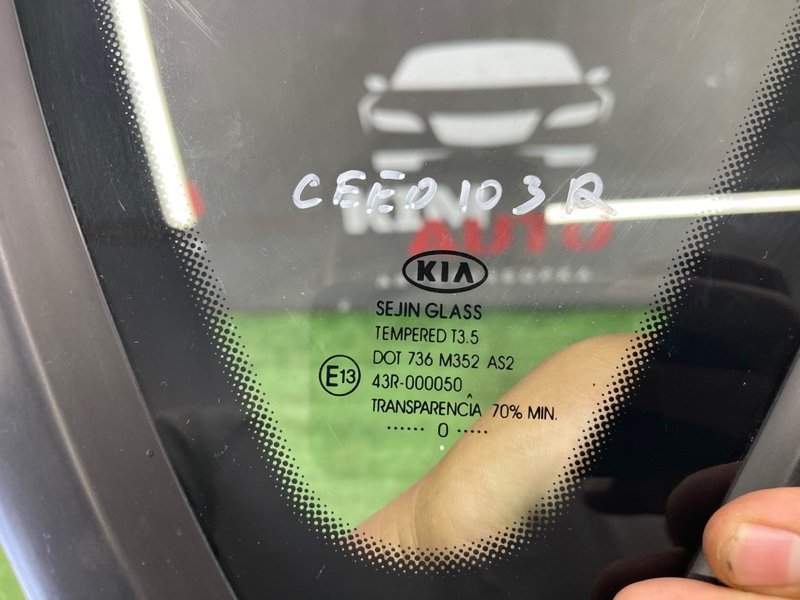 CEED 103 R
AUTO
KIA
SEJIN GLASS
TEMPERED T3.5
DOT 736 M352 AS2
E13
43R-000050
TRANSPARENCÎA 70% MIN.
...... 0 .....